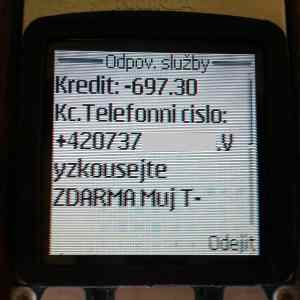 Odpov. služby
Kredit: -697.30
Kc.Telefonni cislo:
+420737 .V
yzkousejte
ZDARMA Muj T-
Odejít